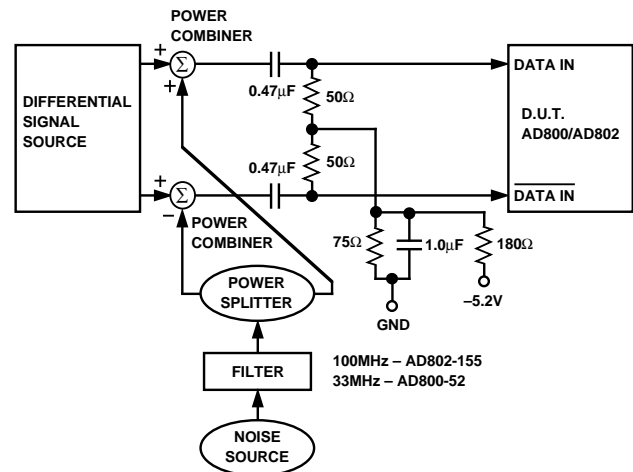 POWER
COMBINER
DIFFERENTIAL
SIGNAL
SOURCE
+
Σ
+
0.47µF
50Ω
DATA IN
D.U.T.
AD800/AD802
0.47µF
50Ω
+
Σ
–
DATA IN
POWER
COMBINER
75Ω
1.0µF
180Ω
–5.2V
GND
POWER
SPLITTER
FILTER
100MHz – AD802-155
33MHz – AD800-52
NOISE
SOURCE